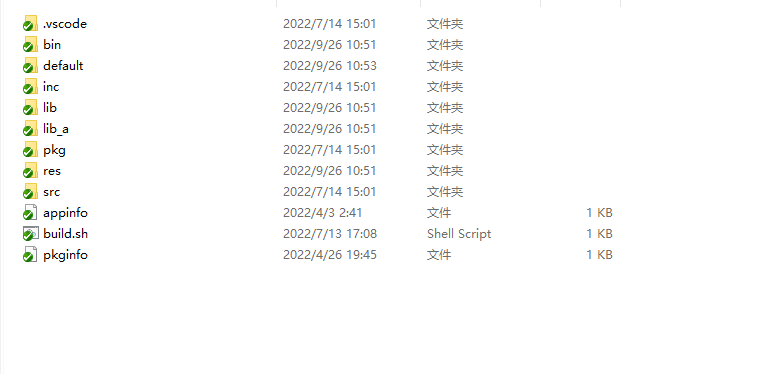 .vscode 2022/7/14 15:01 文件夹
bin 2022/9/26 10:51 文件夹
default 2022/9/26 10:53 文件夹
inc 2022/7/14 15:01 文件夹
lib 2022/9/26 10:51 文件夹
lib_a 2022/9/26 10:51 文件夹
pkg 2022/7/14 15:01 文件夹
res 2022/9/26 10:51 文件夹
src 2022/7/14 15:01 文件夹
appinfo 2022/4/3 2:41 文件 1 KB
build.sh 2022/7/13 17:08 Shell Script 1 KB
pkginfo 2022/4/26 19:45 文件 1 KB